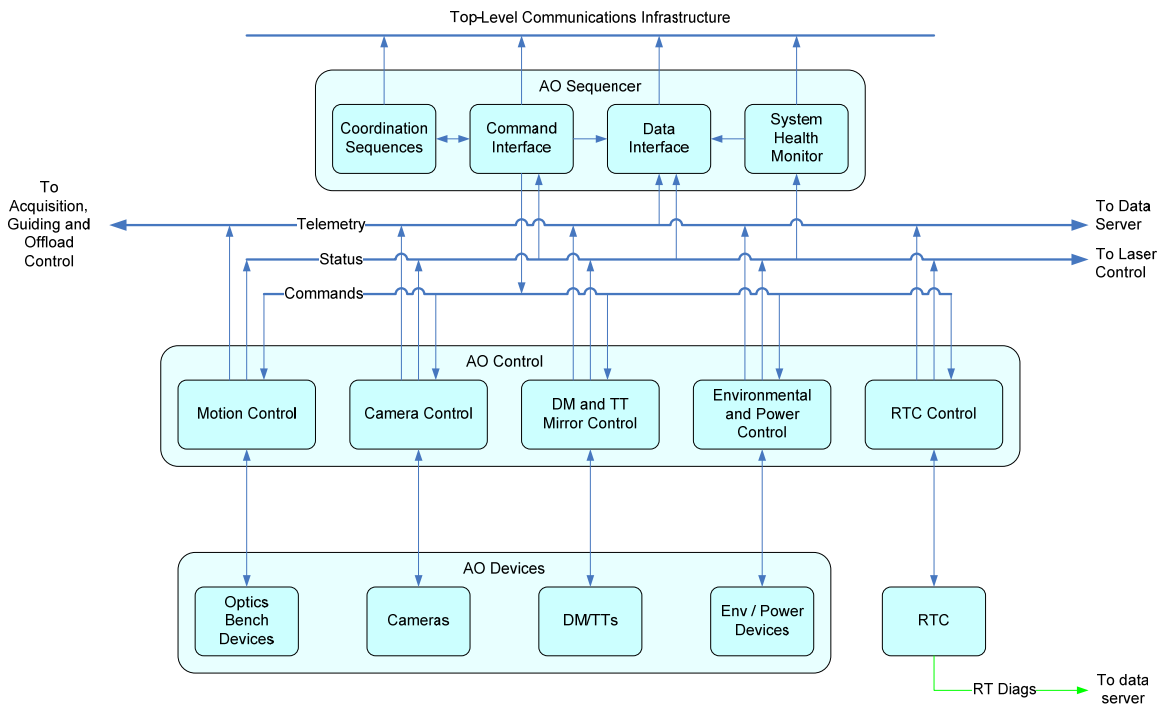 Top-Level Communications Infrastructure
AO Sequencer
Coordination
Sequences
Command
Interface
Data
Interface
System
Health
Monitor
To
Acquisition,
Guiding and
Offload
Control
Telemetry
To Data
Server
Status
To Laser
Control
Commands
AO Control
Motion Control
Camera Control
DM and TT
Mirror Control
Environmental
and Power
Control
RTC Control
AO Devices
Optics
Bench
Devices
Cameras
DM/TTs
Env / Power
Devices
RTC
RT Diags
To data
server